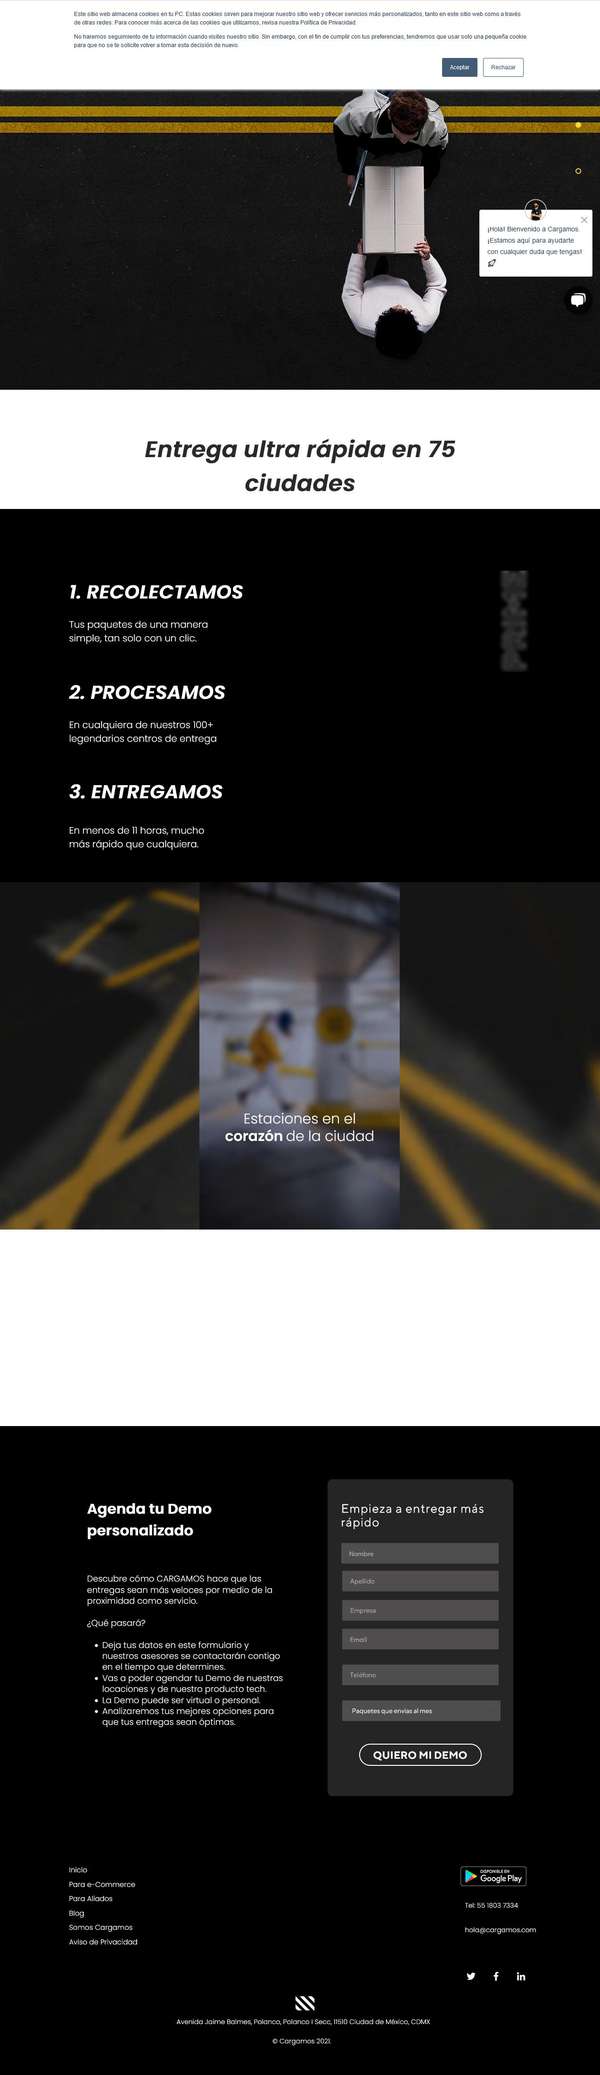 Este sitio web almacena cookies en tu PC. Estas cookies sirven para mejorar nuestro sitio web y ofrecer servicios más personalizados, tanto en este sitio web como a través
de otras redes. Para conocer más acerca de las cookies que utilizamos, revisa nuestra Política de Privacidad
No haremos seguimiento de tu información cuando visites nuestro sitio. Sin embargo, con el fin de cumplir con tus preferencias, tendremos que usar solo una pequeña cookie
para que no se te solicite volver a tomar esta decisión de nuevo.
Aceptar
Rechazar
¡Hola! Bienvenido a Cargamos.
¡Estamos aquí para ayudarte
con cualquier duda que tengas!
Entrega ultra rápida en 75
ciudades
1. RECOLECTAMOS
Tus paquetes de una manera
simple, tan solo con un clic.
PRIME
2. PROCESAMOS
En cualquiera de nuestros 100+
legendarios centros de entrega
3. ENTREGAMOS
En menos de 11 horas, mucho
más rápido que cualquiera.
Estaciones en el
corazón de la ciudad
Agenda tu Demo
personalizado
Descubre cómo CARGAMOS hace que las
entregas sean más veloces por medio de la
proximidad como servicio.
¿Qué pasará?
Deja tus datos en este formulario y
nuestros asesores se contactarán contigo
en el tiempo que determines.
Vas a poder agendar tu Demo de nuestras
locaciones y de nuestro producto tech.
La Demo puede ser virtual o personal.
Analizaremos tus mejores opciones para
que tus entregas sean óptimas.
Empieza a entregar más
rápido
Nombre
Apellido
Empresa
Email
Teléfono
Paquetes que envías al mes
QUIERO MI DEMO
Inicio
Para e-Commerce
Para Aliados
Blog
Somos Cargamos
Aviso de Privacidad
DISPONIBLE EN
Google Play
Tel: 55 1803 7334
hola@cargamos.com
Avenida Jaime Balmes, Polanco, Polanco I Secc, 11510 Ciudad de México, CDMX
© Cargamos 2021.